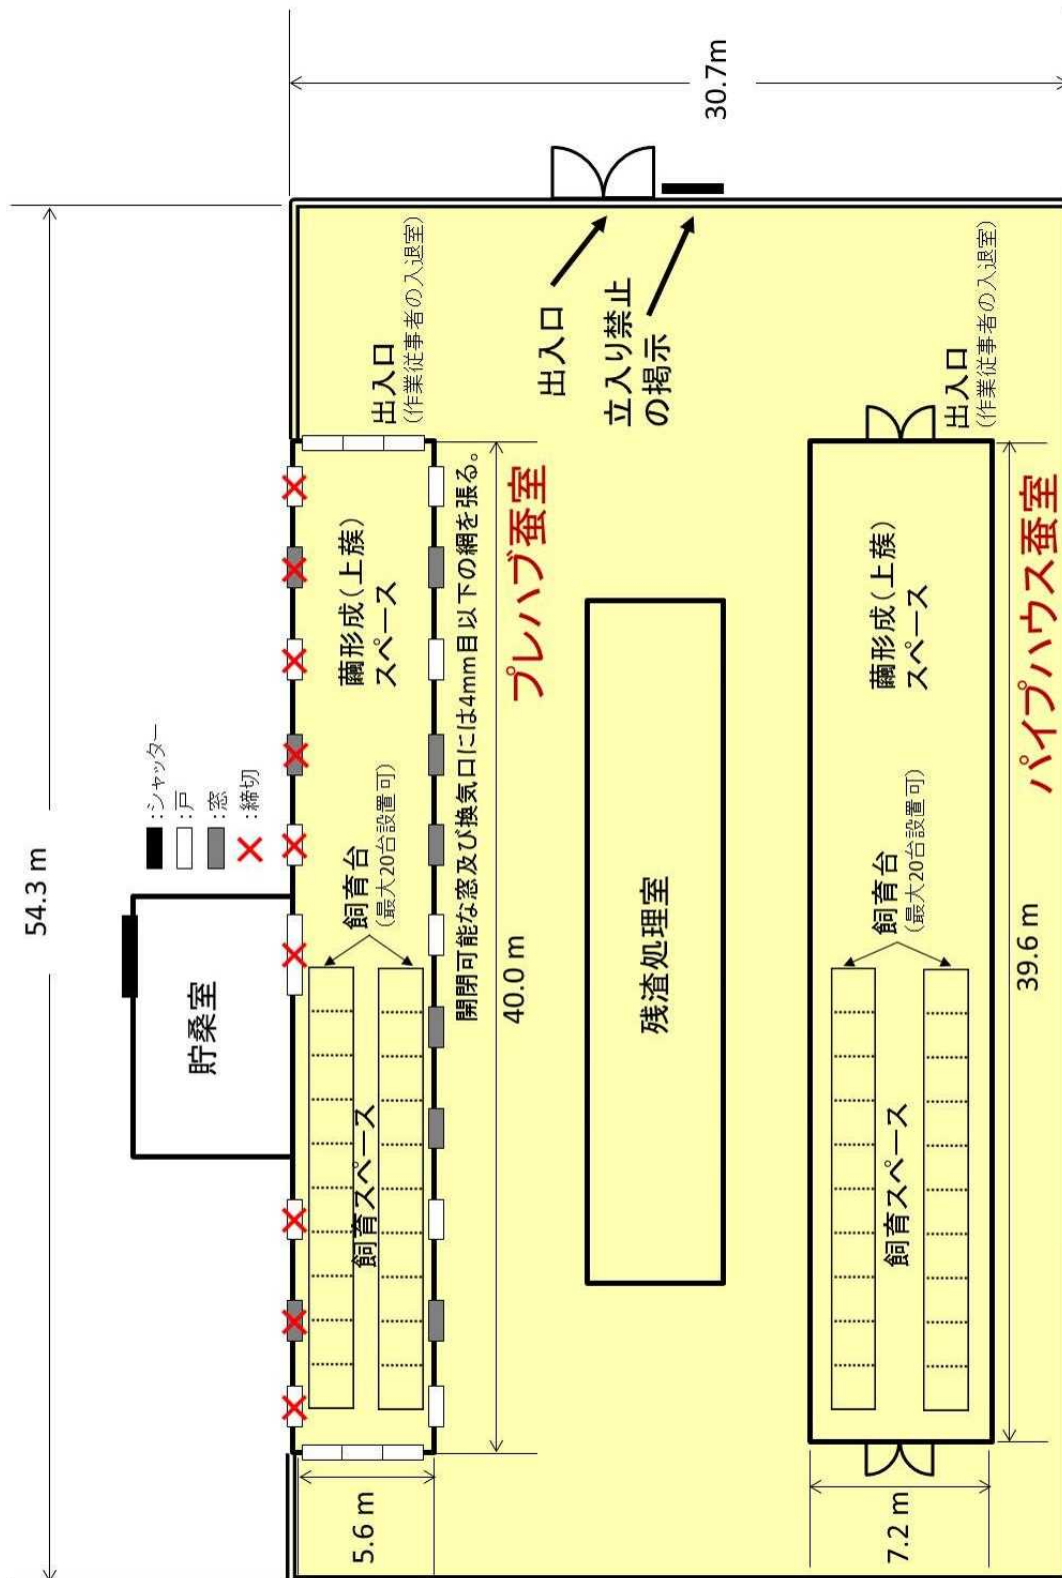 54.3 m
30.7m
:シャッター
:戸
:窓
:締切
貯桑室
飼育スペース
飼育台
(最大20台設置可)
繭形成(上蔟)
スペース
出入口
(作業従事者の入退室)
5.6 m
開閉可能な窓及び換気口には4mm目以下の網を張る。
40.0 m
プレハブ蚕室
出入口
立入り禁止
の掲示
残渣処理室
7.2 m
飼育スペース
飼育台
(最大20台設置可)
繭形成(上蔟)
スペース
出入口
(作業従事者の入退室)
39.6 m
パイプハウス蚕室